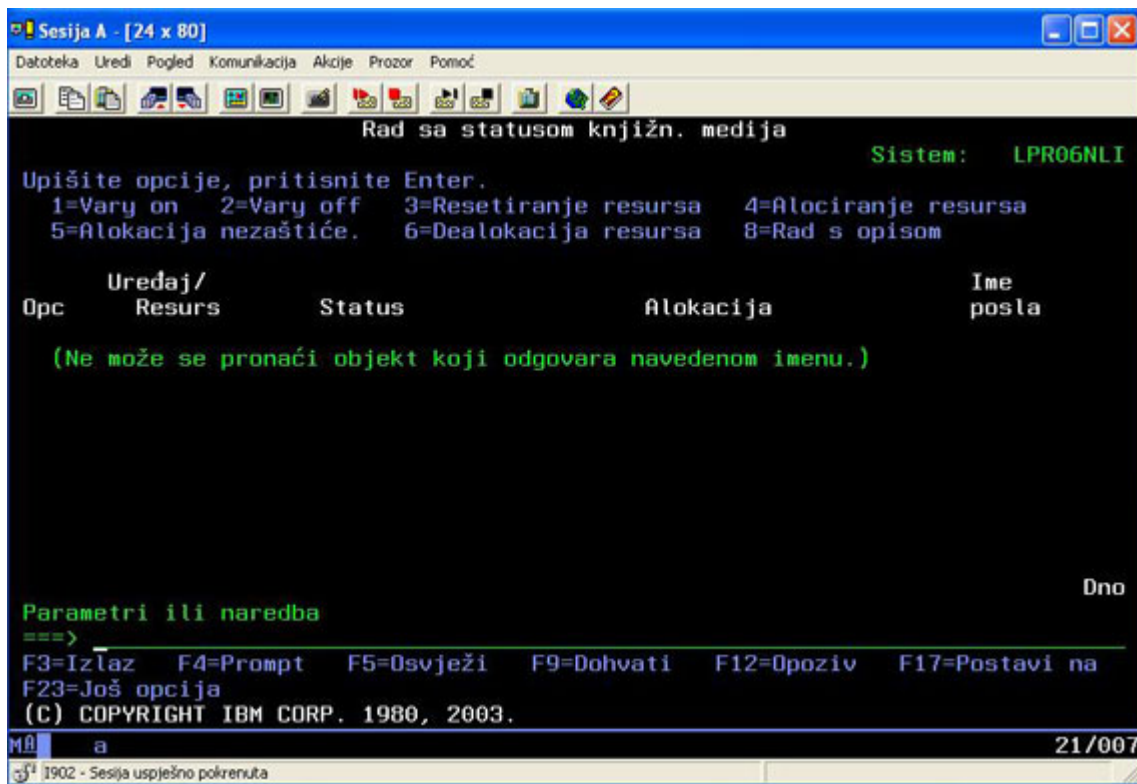 Sesija A - [24 x 80]
Datoteka Uredi Pogled Komunikacija Akcije Prozor Pomoć
Rad sa statusom knjižn. medija
Sistem: LPR06NLI
Upišite opcije, pritisnite Enter.
1=Vary on 2=Vary off 3=Resetiranje resursa 4=Alociranje resursa
5=Alokacija nezaštiće. 6=Dealokacija resursa 8=Rad s opisom
Uređaj/ Ime
Opc Resurs Status Alokacija posla
(Ne može se pronaći objekt koji odgovara navedenom imenu.)
Dno
Parametri ili naredba
===>
F3=Izlaz F4=Prompt F5=Osvježi F9=Dohvati F12=Opoziv F17=Postavi na
F23=Još opcija
(C) COPYRIGHT IBM CORP. 1980, 2003.
MA a 21/007
I902 - Sesija uspješno pokrenuta